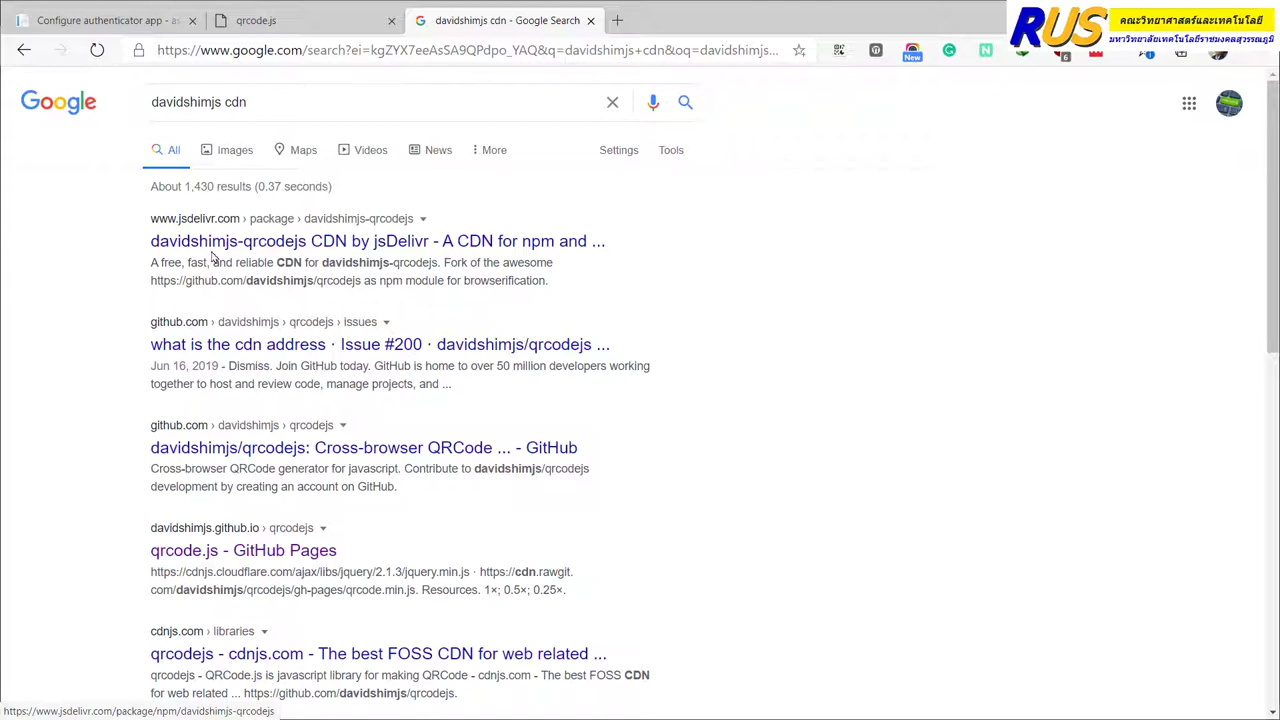 Configure authenticator app - as
qrcode.js
davidshimjs cdn - Google Search
RUS
คณะวิทยาศาสตร์และเทคโนโลยี
มหาวิทยาลัยเทคโนโลยีราชมงคลสุวรรณภูมิ
https://www.google.com/search?ei=kgZYX7eeAsSA9QPdpo_YAQ&q=davidshimjs+cdn&oq=davidshimjs...
New
6
Google
davidshimjs cdn
All
Images
Maps
Videos
News
More
Settings
Tools
About 1,430 results (0.37 seconds)
www.jsdelivr.com › package › davidshimjs-qrcodejs
davidshimjs-qrcodejs CDN by jsDelivr - A CDN for npm and ...
A free, fast, and reliable CDN for davidshimjs-qrcodejs. Fork of the awesome
https://github.com/davidshimjs/qrcodejs as npm module for browserification.
github.com › davidshimjs › qrcodejs › issues
what is the cdn address · Issue #200 · davidshimjs/qrcodejs ...
Jun 16, 2019 - Dismiss. Join GitHub today. GitHub is home to over 50 million developers working
together to host and review code, manage projects, and ...
github.com › davidshimjs › qrcodejs
davidshimjs/qrcodejs: Cross-browser QRCode ... - GitHub
Cross-browser QRCode generator for javascript. Contribute to davidshimjs/qrcodejs
development by creating an account on GitHub.
davidshimjs.github.io › qrcodejs
qrcode.js - GitHub Pages
https://cdnjs.cloudflare.com/ajax/libs/jquery/2.1.3/jquery.min.js · https://cdn.rawgit.
com/davidshimjs/qrcodejs/gh-pages/qrcode.min.js. Resources. 1×; 0.5×; 0.25×.
cdnjs.com › libraries
qrcodejs - cdnjs.com - The best FOSS CDN for web related ...
qrcodejs - QRCode.js is javascript library for making QRCode - cdnjs.com - The best FOSS CDN
for web related ... https://github.com/davidshimjs/qrcodejs.
https://www.jsdelivr.com/package/npm/davidshimjs-qrcodejs